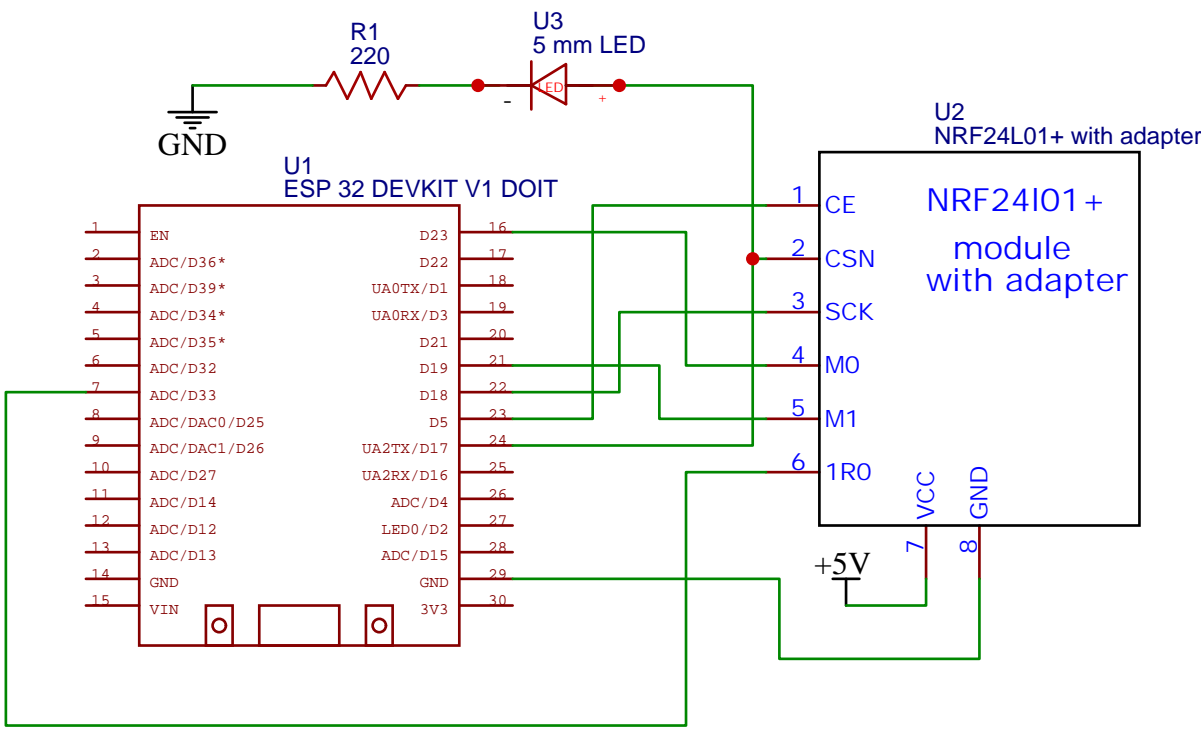 R1
220
U3
5 mm LED
LED
-
+
GND
U2
NRF24L01+ with adapter
U1
ESP 32 DEVKIT V1 DOIT
NRF24l01+
module
with adapter
1 CE
2 CSN
3 SCK
4 M0
5 M1
6 1R0
7 VCC
8 GND
+5V
1 EN
2 ADC/D36*
3 ADC/D39*
4 ADC/D34*
5 ADC/D35*
6 ADC/D32
7 ADC/D33
8 ADC/DAC0/D25
9 ADC/DAC1/D26
10 ADC/D27
11 ADC/D14
12 ADC/D12
13 ADC/D13
14 GND
15 VIN
D23 16
D22 17
UA0TX/D1 18
UA0RX/D3 19
D21 20
D19 21
D18 22
D5 23
UA2TX/D17 24
UA2RX/D16 25
ADC/D4 26
LED0/D2 27
ADC/D15 28
GND 29
3V3 30